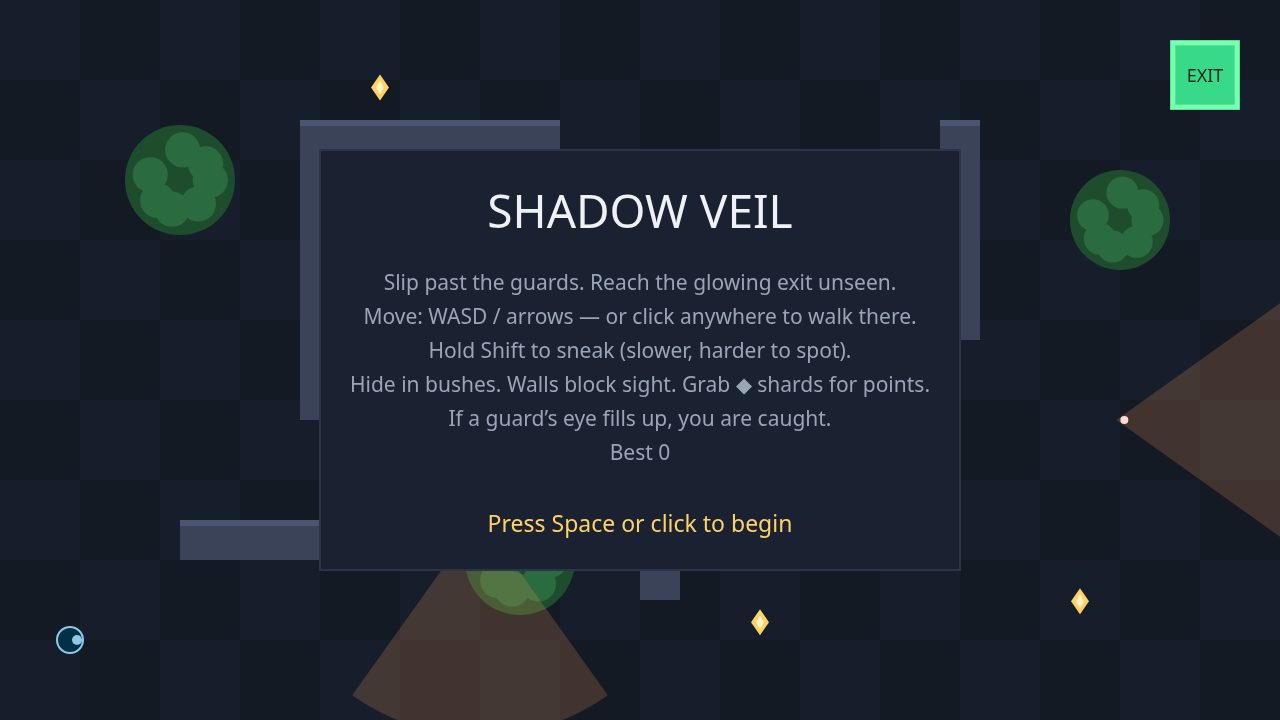 EXIT
SHADOW VEIL
Slip past the guards. Reach the glowing exit unseen.
Move: WASD / arrows — or click anywhere to walk there.
Hold Shift to sneak (slower, harder to spot).
Hide in bushes. Walls block sight. Grab ◆ shards for points.
If a guard’s eye fills up, you are caught.
Best 0
Press Space or click to begin